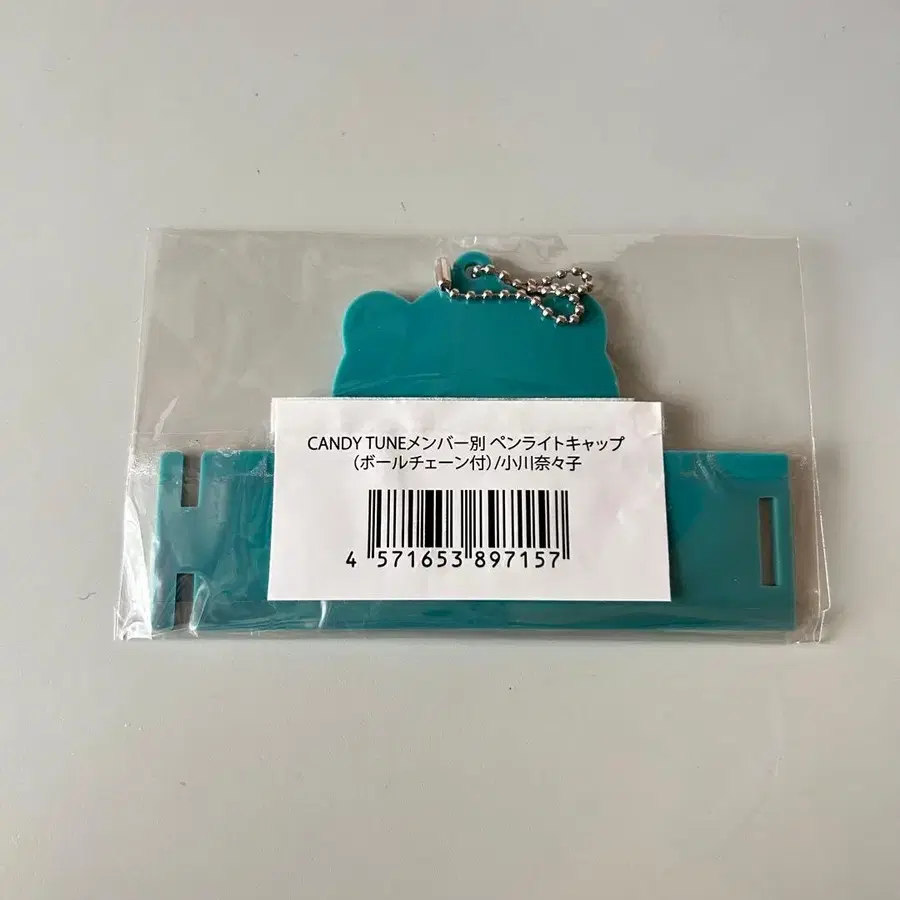 CANDY TUNEメンバー別 ペンライトキャップ
（ボールチェーン付）/小川奈々子
4 571653 897157